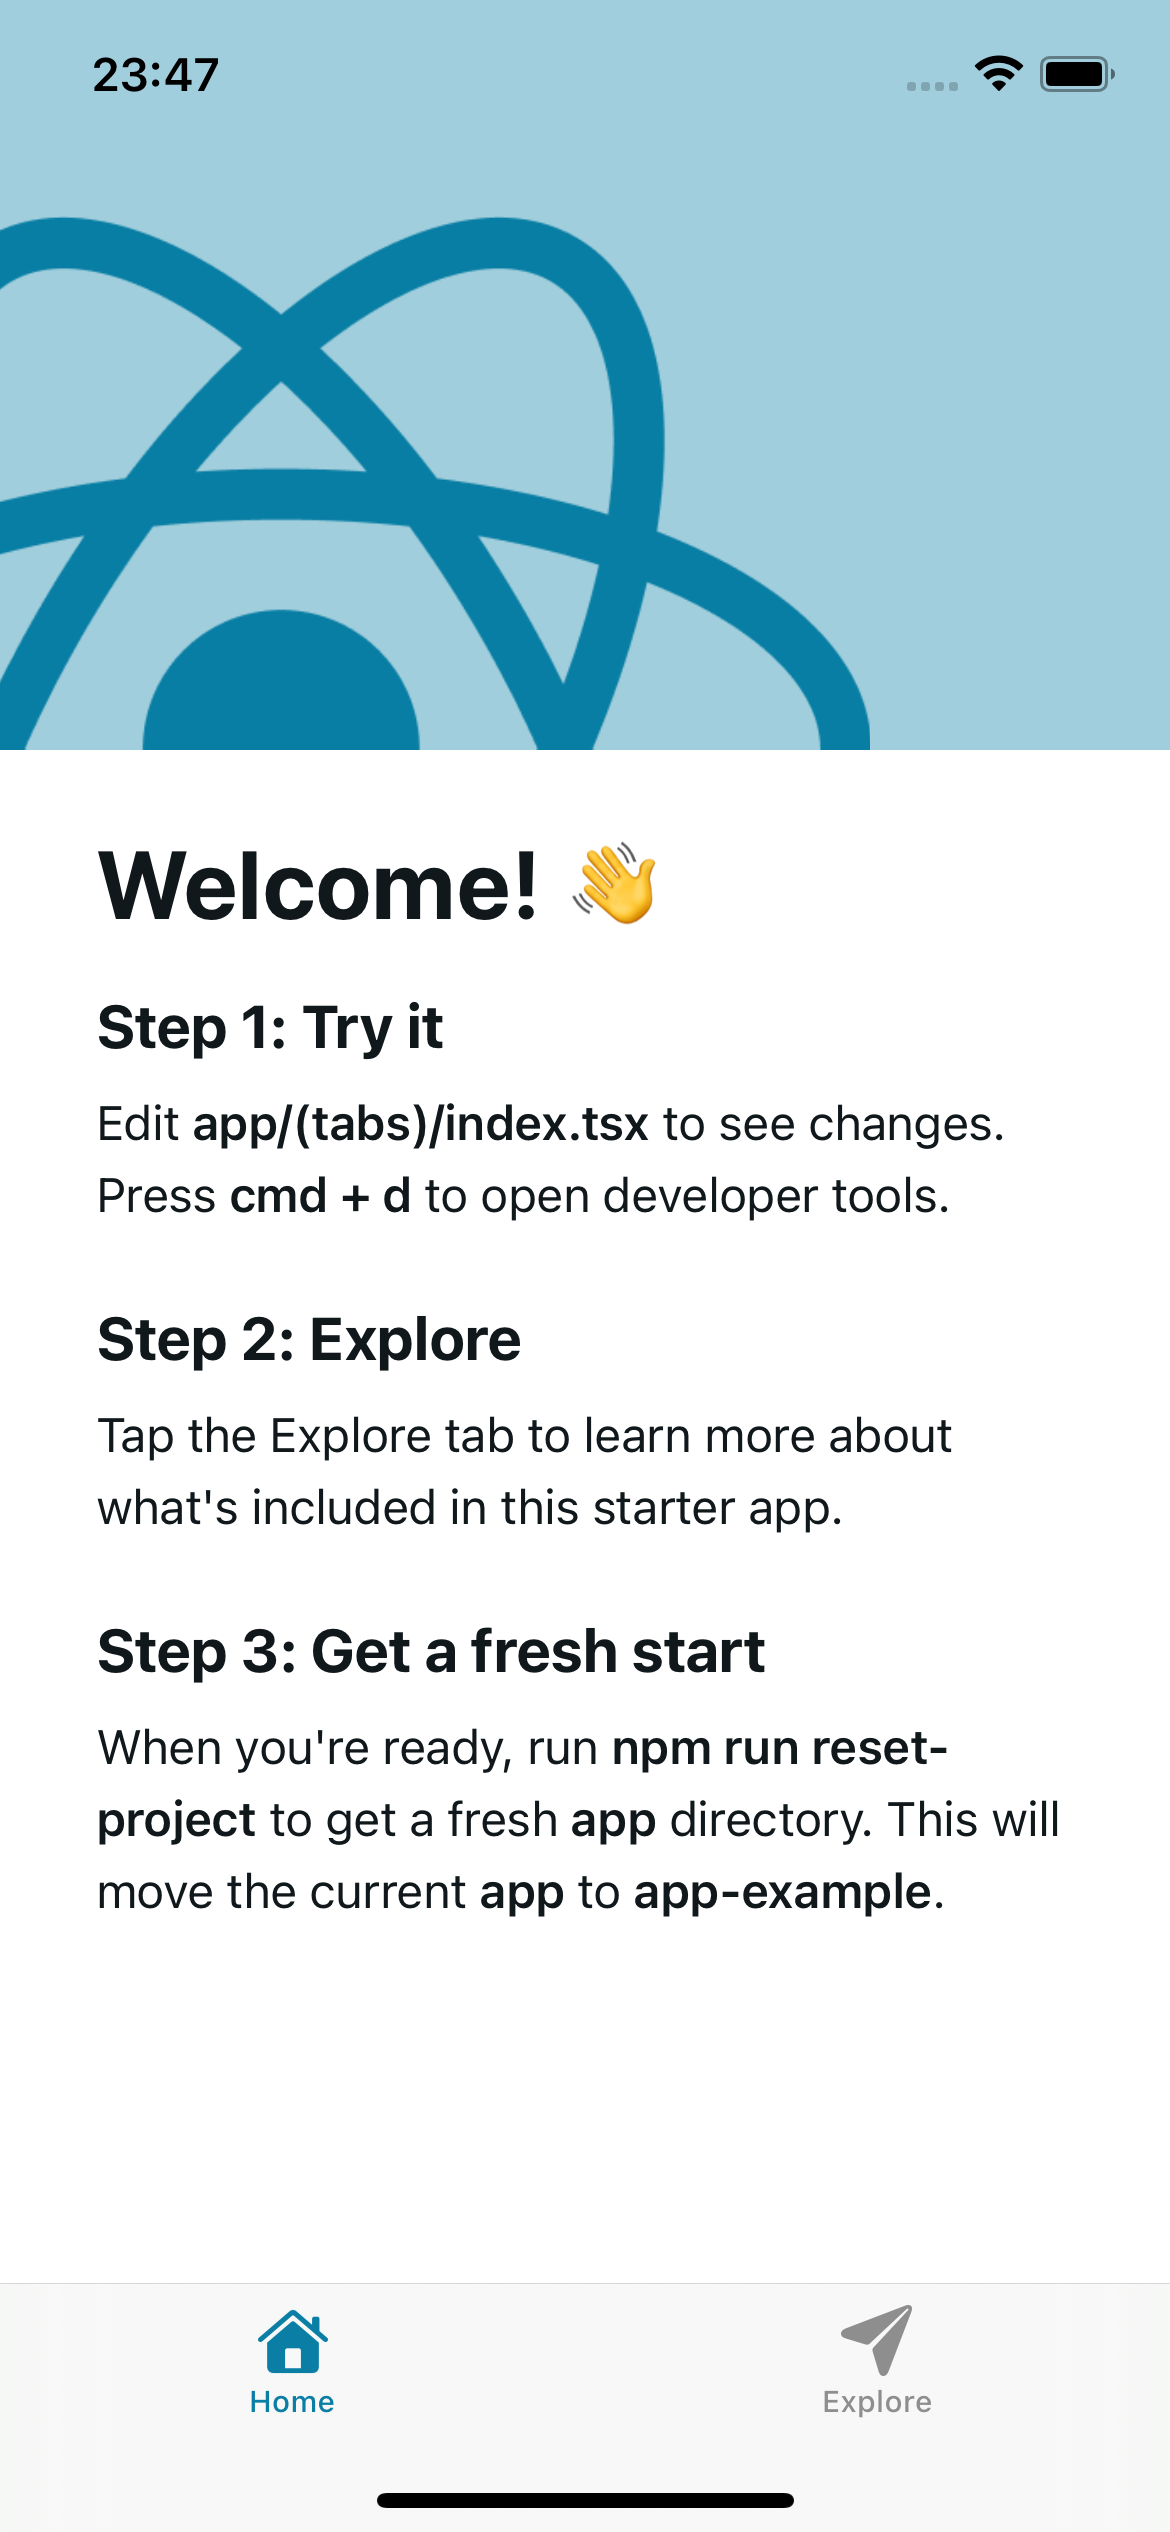 23:47
Welcome! 👋
Step 1: Try it
Edit app/(tabs)/index.tsx to see changes.
Press cmd + d to open developer tools.
Step 2: Explore
Tap the Explore tab to learn more about
what's included in this starter app.
Step 3: Get a fresh start
When you're ready, run npm run reset-
project to get a fresh app directory. This will
move the current app to app-example.
Home
Explore